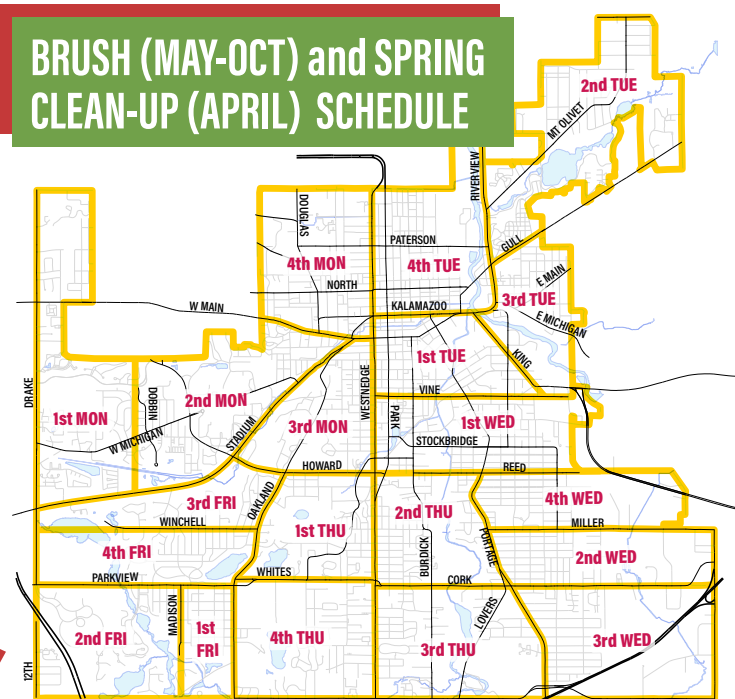 BRUSH (MAY-OCT) and SPRING
CLEAN-UP (APRIL) SCHEDULE
2nd TUE
MT OLIVET
RIVERVIEW
DOUGLAS
PATERSON
GULL
4th MON
4th TUE
E MAIN
NORTH
3rd TUE
W MAIN
KALAMAZOO
E MICHIGAN
1st TUE
KING
DRAKE
DOBBIN
2nd MON
WESTNEDGE
VINE
1st MON
PARK
1st WED
3rd MON
W MICHIGAN
STADIUM
STOCKBRIDGE
HOWARD
REED
3rd FRI
OAKLAND
4th WED
2nd THU
WINCHELL
1st THU
MILLER
4th FRI
BURDICK
PORTAGE
2nd WED
PARKVIEW
WHITES
CORK
MADISON
LOVERS
2nd FRI
1st
FRI
4th THU
3rd THU
3rd WED
12TH